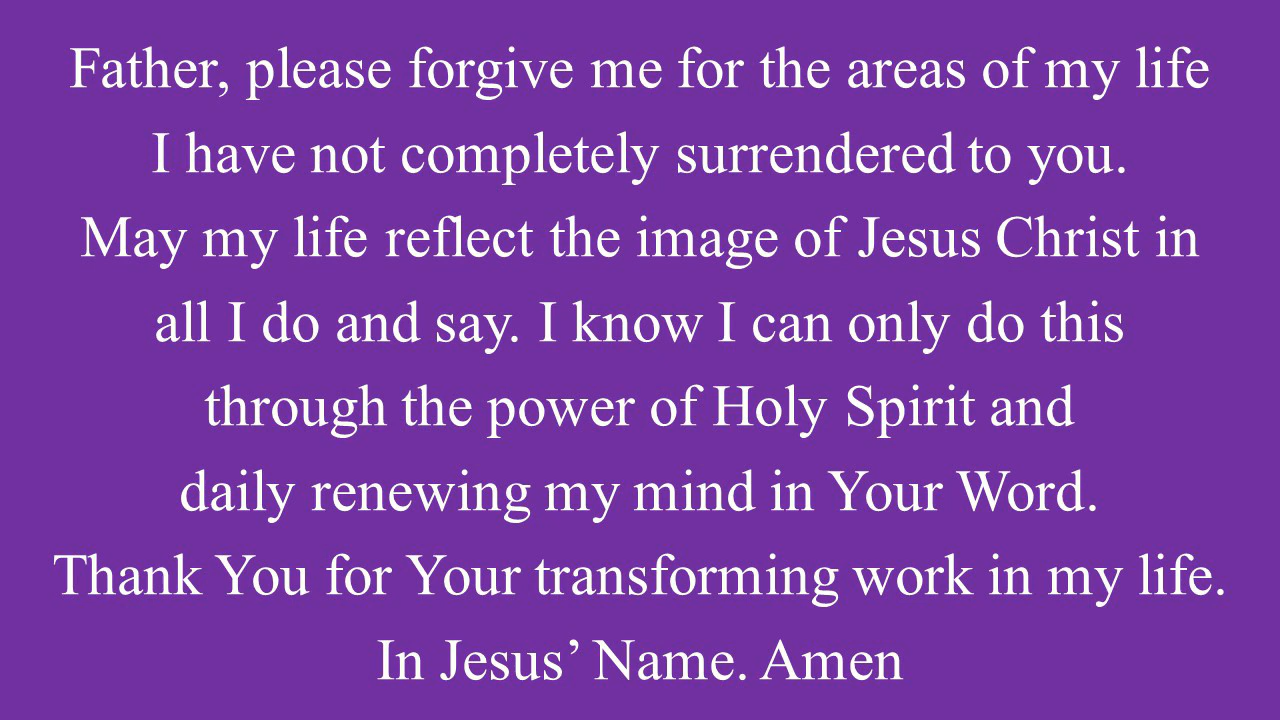 Father, please forgive me for the areas of my life
I have not completely surrendered to you.
May my life reflect the image of Jesus Christ in
all I do and say. I know I can only do this
through the power of Holy Spirit and
daily renewing my mind in Your Word.
Thank You for Your transforming work in my life.
In Jesus’ Name. Amen